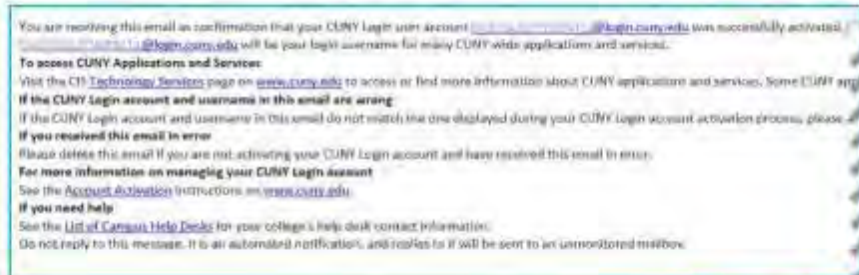 You are receiving this email as confirmation that your CUNY Login user account @login.cuny.edu was successfully activated.
@login.cuny.edu will be your login username for many CUNY-wide applications and services.
To access CUNY Applications and Services
Visit the CIS Technology Services page on www.cuny.edu to access or find more information about CUNY applications and services. Some CUNY app
If the CUNY Login account and username in this email are wrong
If the CUNY Login account and username in this email do not match the one displayed during your CUNY Login account activation process, please
If you received this email in error
Please delete this email if you are not activating your CUNY Login account and have received this email in error.
For more information on managing your CUNY Login account
See the Account Activation instructions on www.cuny.edu.
If you need help
See the List of Campus Help Desks for your college's help desk contact information.
Do not reply to this message. It is an automated notification, and replies to it will be sent to an unmonitored mailbox.